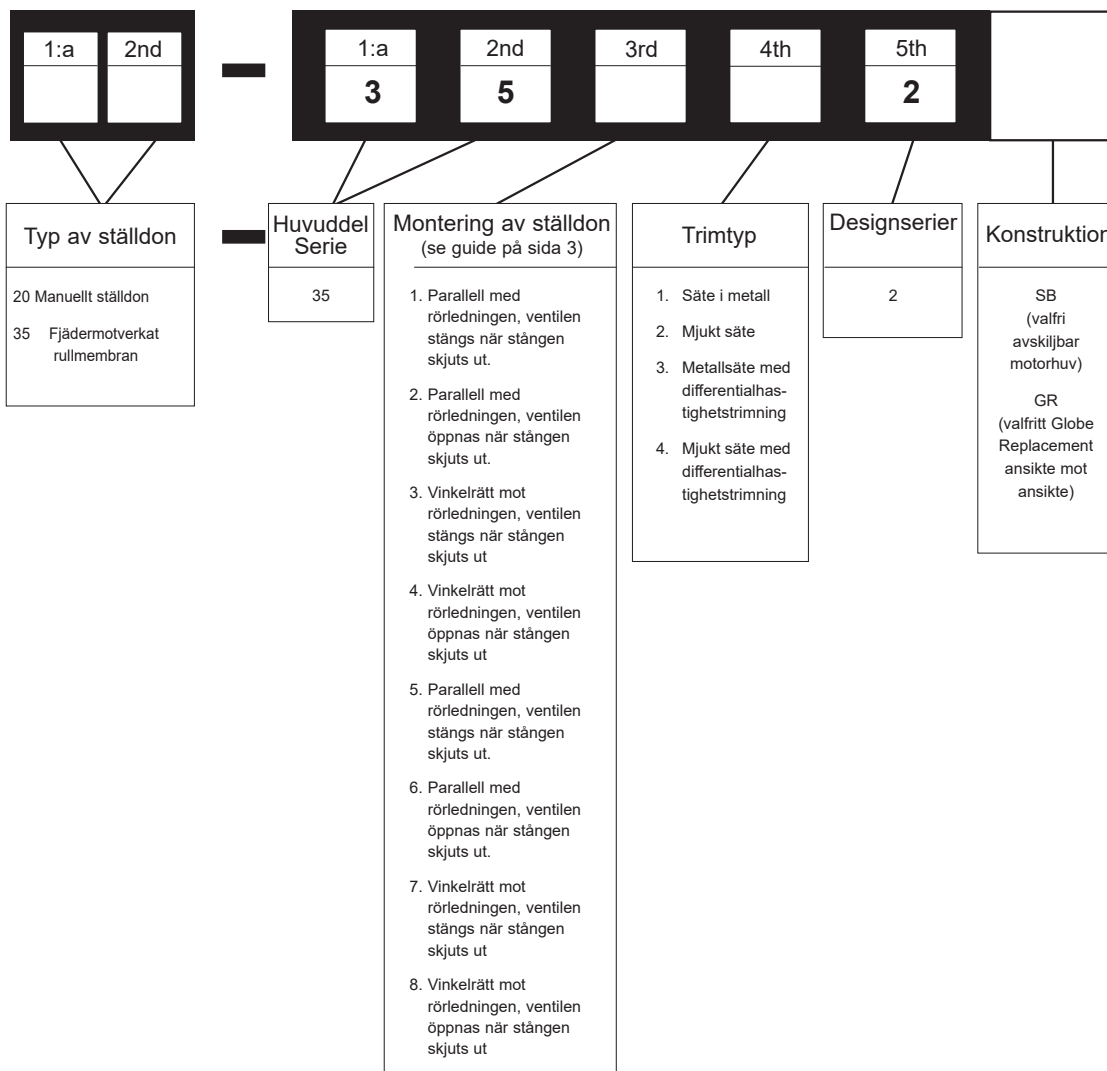 1:a 2nd 1:a 2nd 3rd 4th 5th
3 5 2
Typ av ställdon
20 Manuellt ställdon
35 Fjädermotverkat
rullmembran
Huvuddel
Serie
35
Montering av ställdon
(se guide på sida 3)
1. Parallell med
rörledningen, ventilen
stängs när stången
skjuts ut.
2. Parallell med
rörledningen, ventilen
öppnas när stången
skjuts ut.
3. Vinkelrätt mot
rörledningen, ventilen
stängs när stången
skjuts ut
4. Vinkelrätt mot
rörledningen, ventilen
öppnas när stången
skjuts ut
5. Parallell med
rörledningen, ventilen
stängs när stången
skjuts ut.
6. Parallell med
rörledningen, ventilen
öppnas när stången
skjuts ut.
7. Vinkelrätt mot
rörledningen, ventilen
stängs när stången
skjuts ut
8. Vinkelrätt mot
rörledningen, ventilen
öppnas när stången
skjuts ut
Trimtyp
1. Säte i metall
2. Mjukt säte
3. Metallsäte med
differentialhas-
tighetstrimning
4. Mjukt säte med
differentialhas-
tighetstrimning
Designserier
2
Konstruktion
SB
(valfri
avskiljbar
motorhuv)
GR
(valfritt Globe
Replacement
ansikte mot
ansikte)